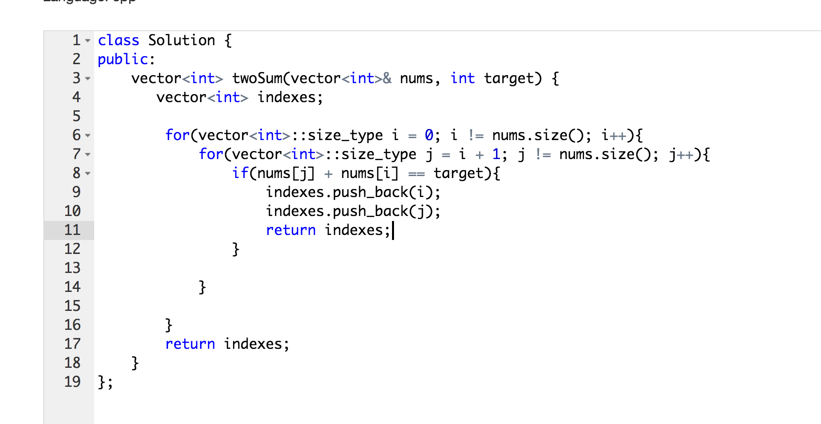 1 class Solution {
2 public:
3     vector<int> twoSum(vector<int>& nums, int target) {
4        vector<int> indexes;
5
6         for(vector<int>::size_type i = 0; i != nums.size(); i++){
7             for(vector<int>::size_type j = i + 1; j != nums.size(); j++){
8                 if(nums[j] + nums[i] == target){
9                     indexes.push_back(i);
10                     indexes.push_back(j);
11                     return indexes;
12                 }
13
14             }
15
16         }
17         return indexes;
18     }
19 };